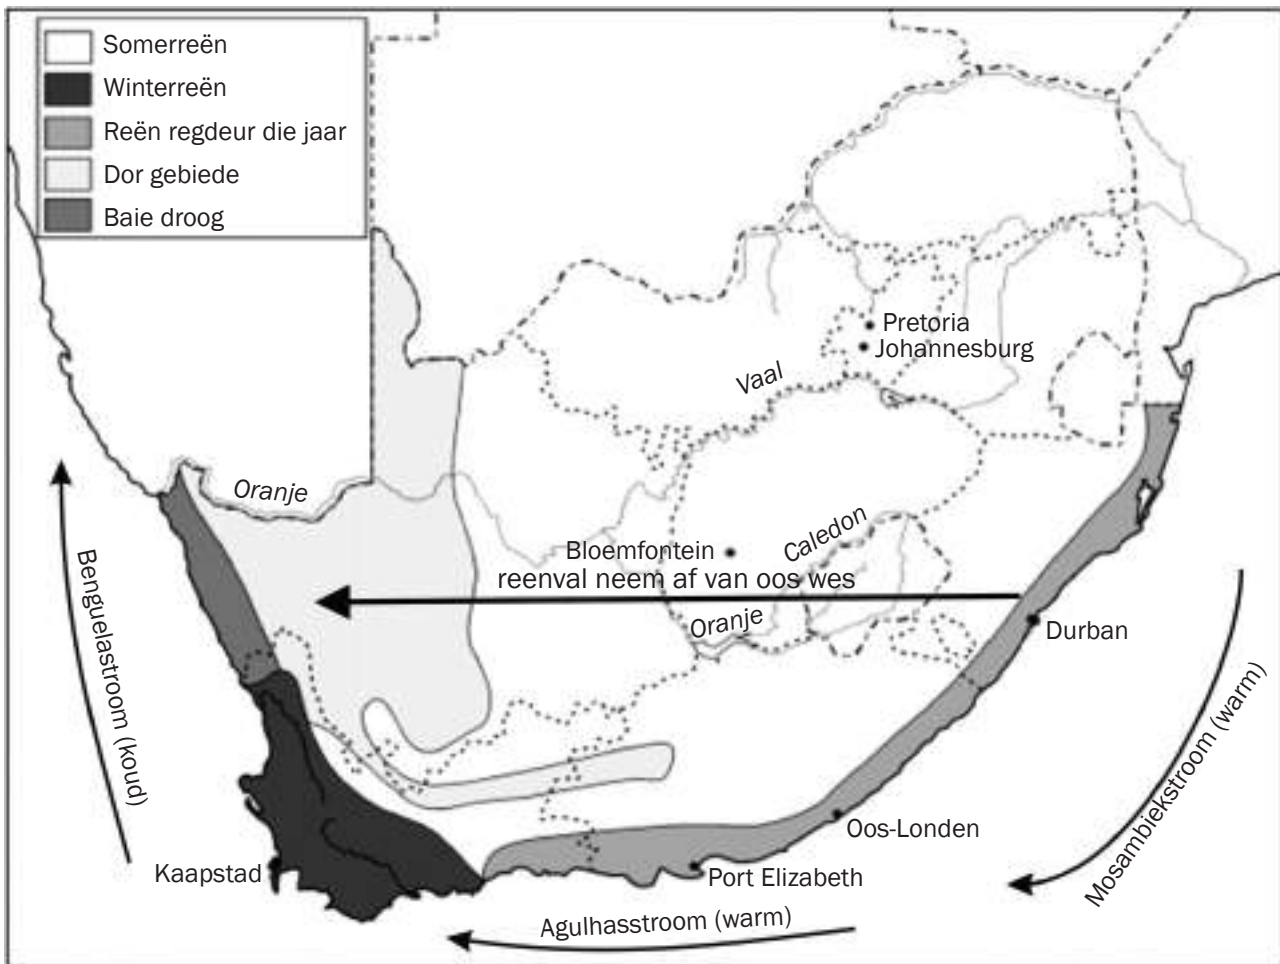 Somerreën
Winterreën
Reën regdeur die jaar
Dor gebiede
Baie droog
Pretoria
Johannesburg
Vaal
Oranje
Caledon
Bloemfontein
reenval neem af van oos wes
Oranje
Durban
Benguelastroom (koud)
Mosambiekstroom (warm)
Oos-Londen
Kaapstad
Port Elizabeth
Agulhasstroom (warm)